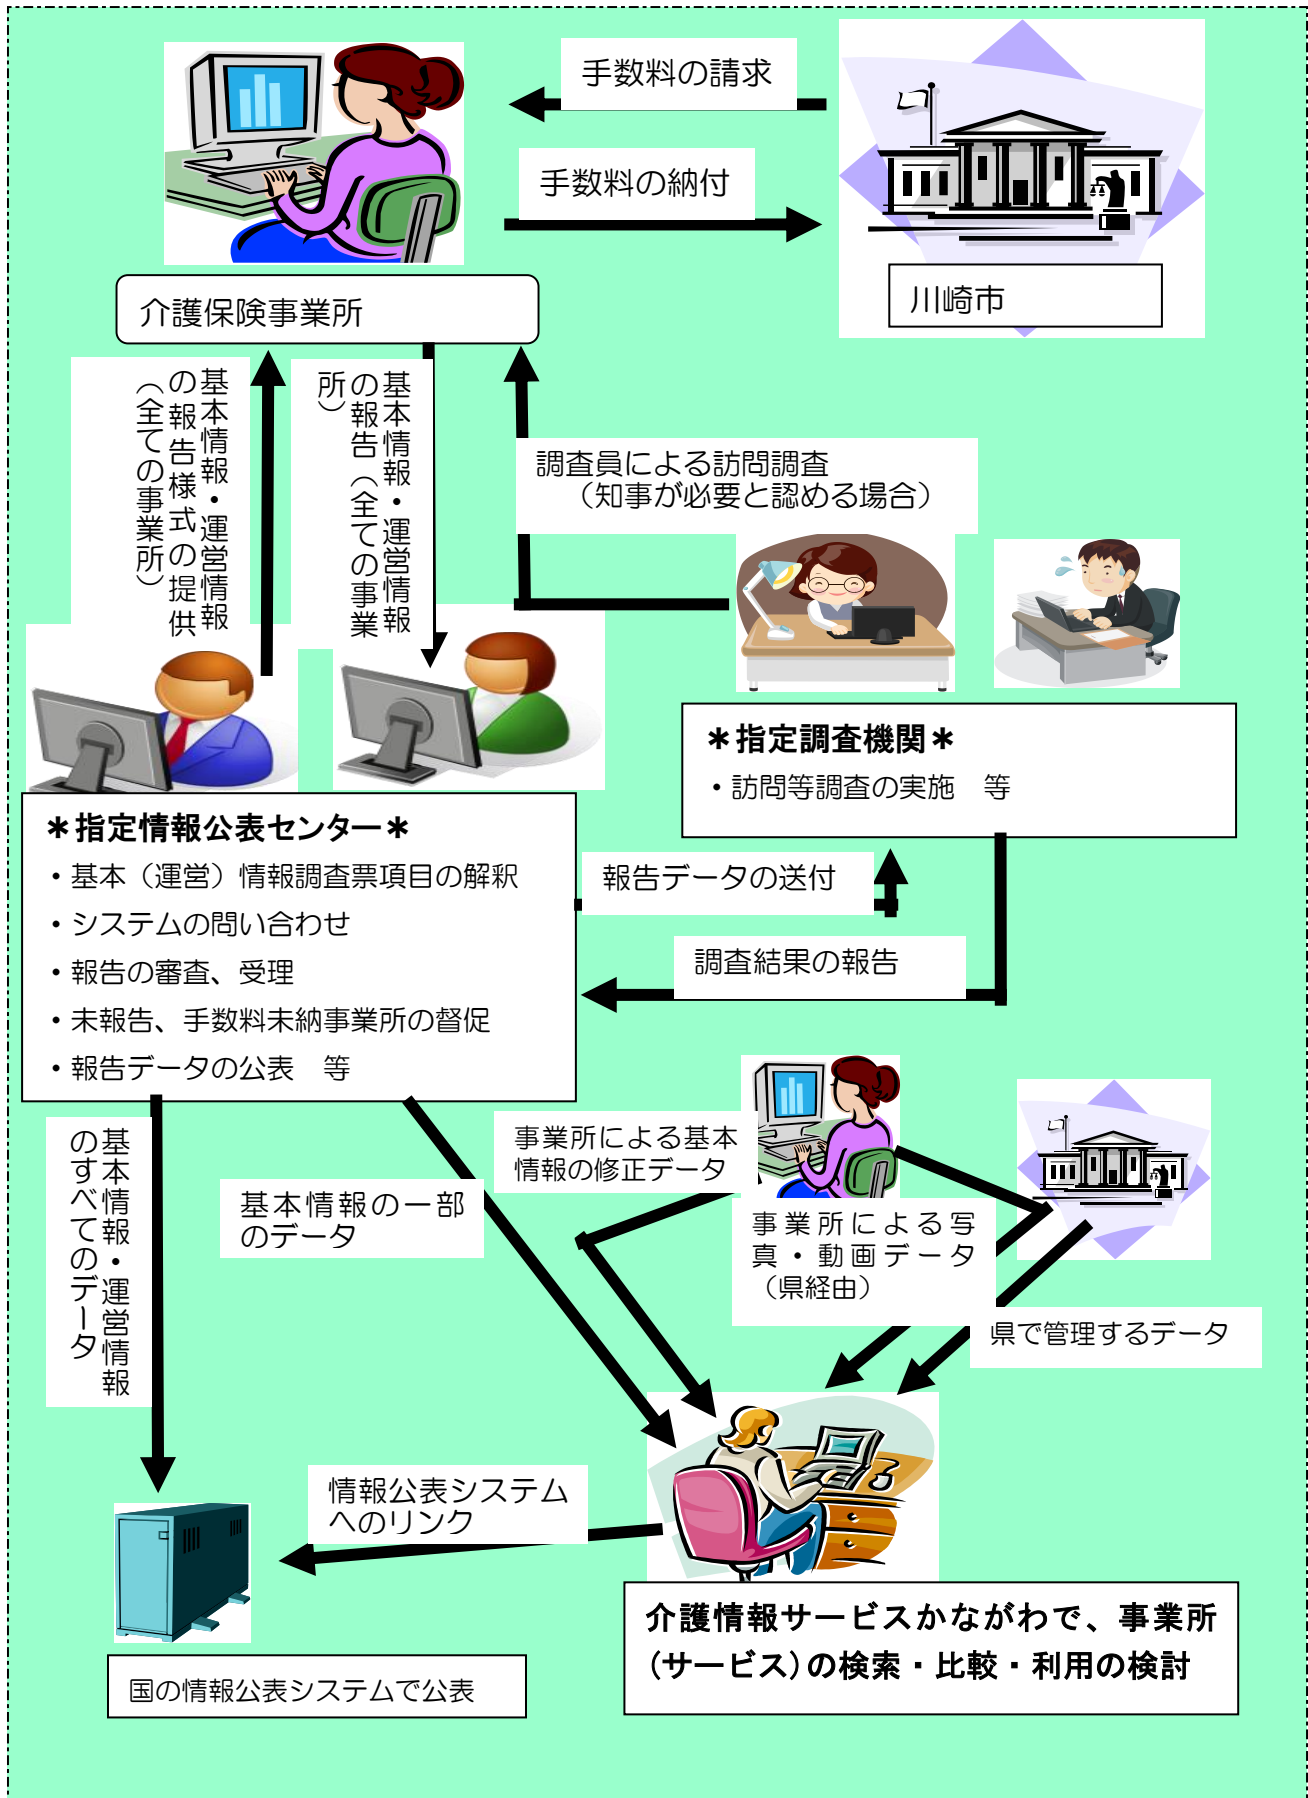 手数料の請求
手数料の納付
介護保険事業所
川崎市
基本情報・運営情報
の報告様式の提供
（全ての事業所）
基本情報・運営情報
の報告（全ての事業
所）
調査員による訪問調査
（知事が必要と認める場合）
＊指定調査機関＊
・訪問等調査の実施　等
＊指定情報公表センター＊
・基本（運営）情報調査票項目の解釈
・システムの問い合わせ
・報告の審査、受理
・未報告、手数料未納事業所の督促
・報告データの公表　等
報告データの送付
調査結果の報告
基本情報・運営情報
のすべてのデータ
基本情報の一部
のデータ
事業所による基本
情報の修正データ
事業所による写
真・動画データ
（県経由）
県で管理するデータ
情報公表システム
へのリンク
国の情報公表システムで公表
介護情報サービスかながわで、事業所
(サービス)の検索・比較・利用の検討